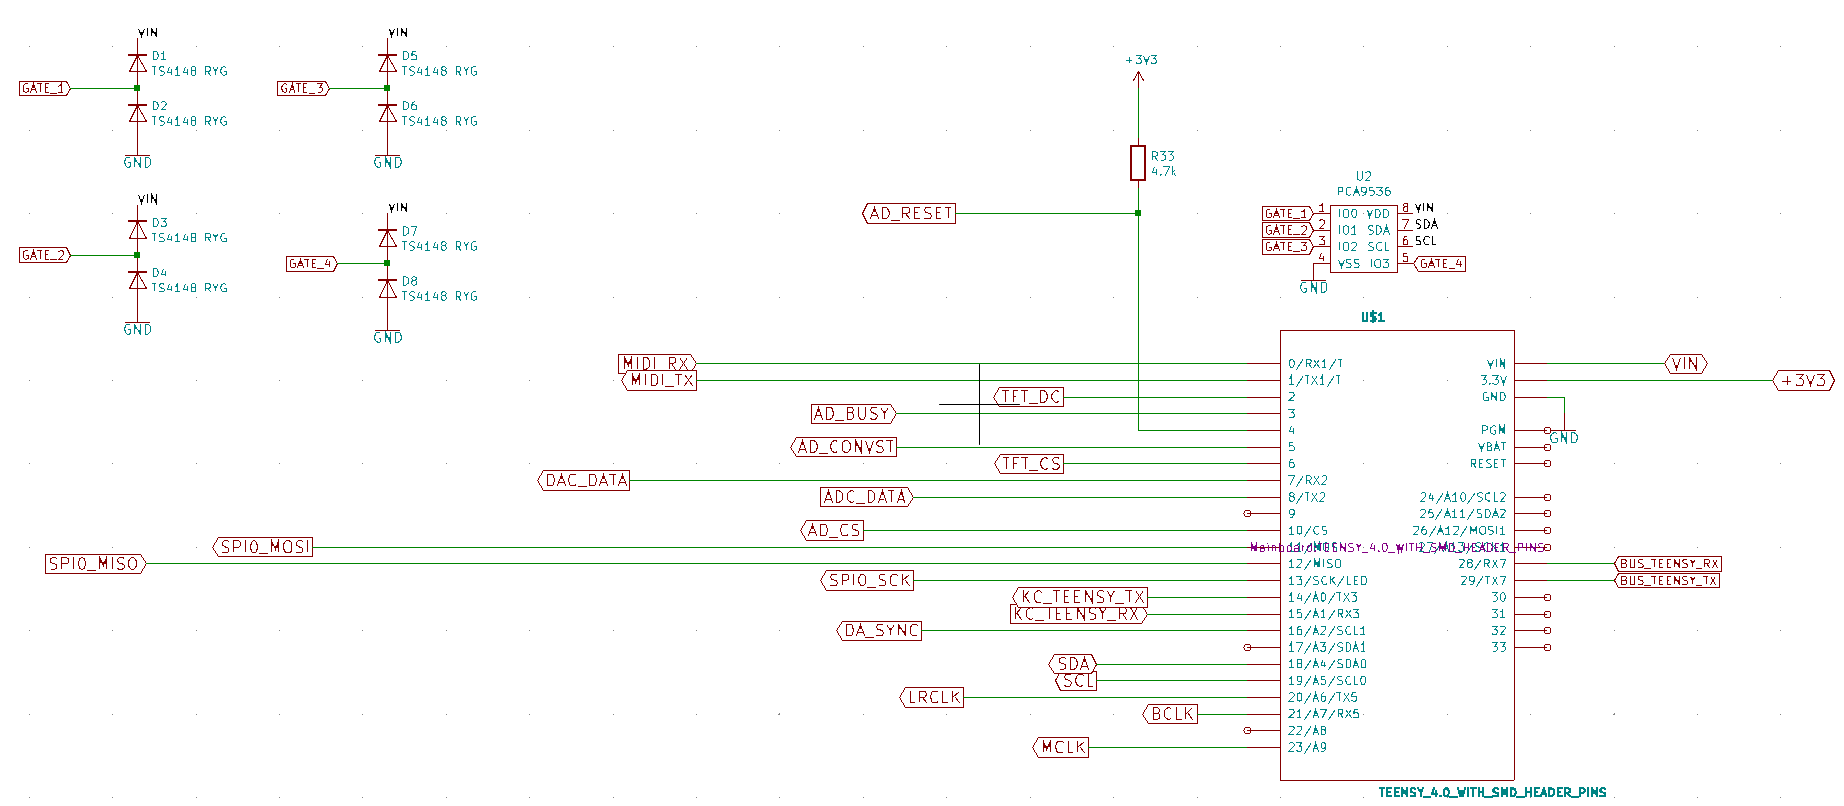 VIN
D1
TS4148 RYG
GATE_1
D2
TS4148 RYG
GND
VIN
D5
TS4148 RYG
GATE_3
D6
TS4148 RYG
GND
VIN
D3
TS4148 RYG
GATE_2
D4
TS4148 RYG
GND
VIN
D7
TS4148 RYG
GATE_4
D8
TS4148 RYG
GND
+3V3
R33
4.7k
AD_RESET
U2
PCA9536
GATE_1 1 IO0 VDD 8 VIN
GATE_2 2 IO1 SDA 7 SDA
GATE_3 3 IO2 SCL 6 SCL
4 VSS IO3 5 GATE_4
GND
U$1
MIDI_RX 0/RX1/T
MIDI_TX 1/TX1/T
TFT_DC 2
AD_BUSY 3
4
AD_CONVST 5
TFT_CS 6
DAC_DATA 7/RX2
ADC_DATA 8/TX2
9
AD_CS 10/CS
SPI0_MOSI
SPI0_MISO 12/MISO
SPI0_SCK 13/SCK/LED
KC_TEENSY_TX 14/A0/TX3
KC_TEENSY_RX 15/A1/RX3
DA_SYNC 16/A2/SCL1
17/A3/SDA1
SDA 18/A4/SDA0
SCL 19/A5/SCL0
LRCLK 20/A6/TX5
BCLK 21/A7/RX5
22/A8
MCLK 23/A9
VIN VIN
3.3V +3V3
GND
PGM
GND
VBAT
RESET
24/A10/SCL2
25/A11/SDA2
26/A12/MOSI1
28/RX7 BUS_TEENSY_RX
29/TX7 BUS_TEENSY_TX
30
31
32
33
TEENSY_4.0_WITH_SMD_HEADER_PINS